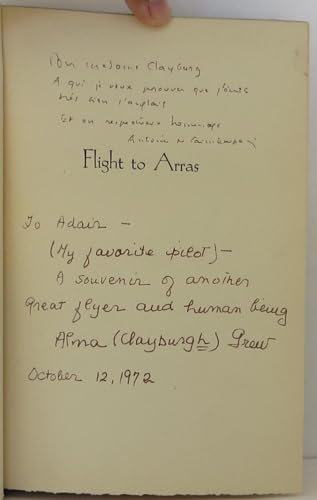 Pour madame Clayburg
A qui je veux prouver que j'écris
très bien l'anglais
Et en respectueux hommage
Antoine de Saint Exupéry
Flight to Arras
To Adair —
(My favorite pilot) —
A souvenir of another
great flyer and human being
Alma (Clayburgh) Grew
October 12, 1972